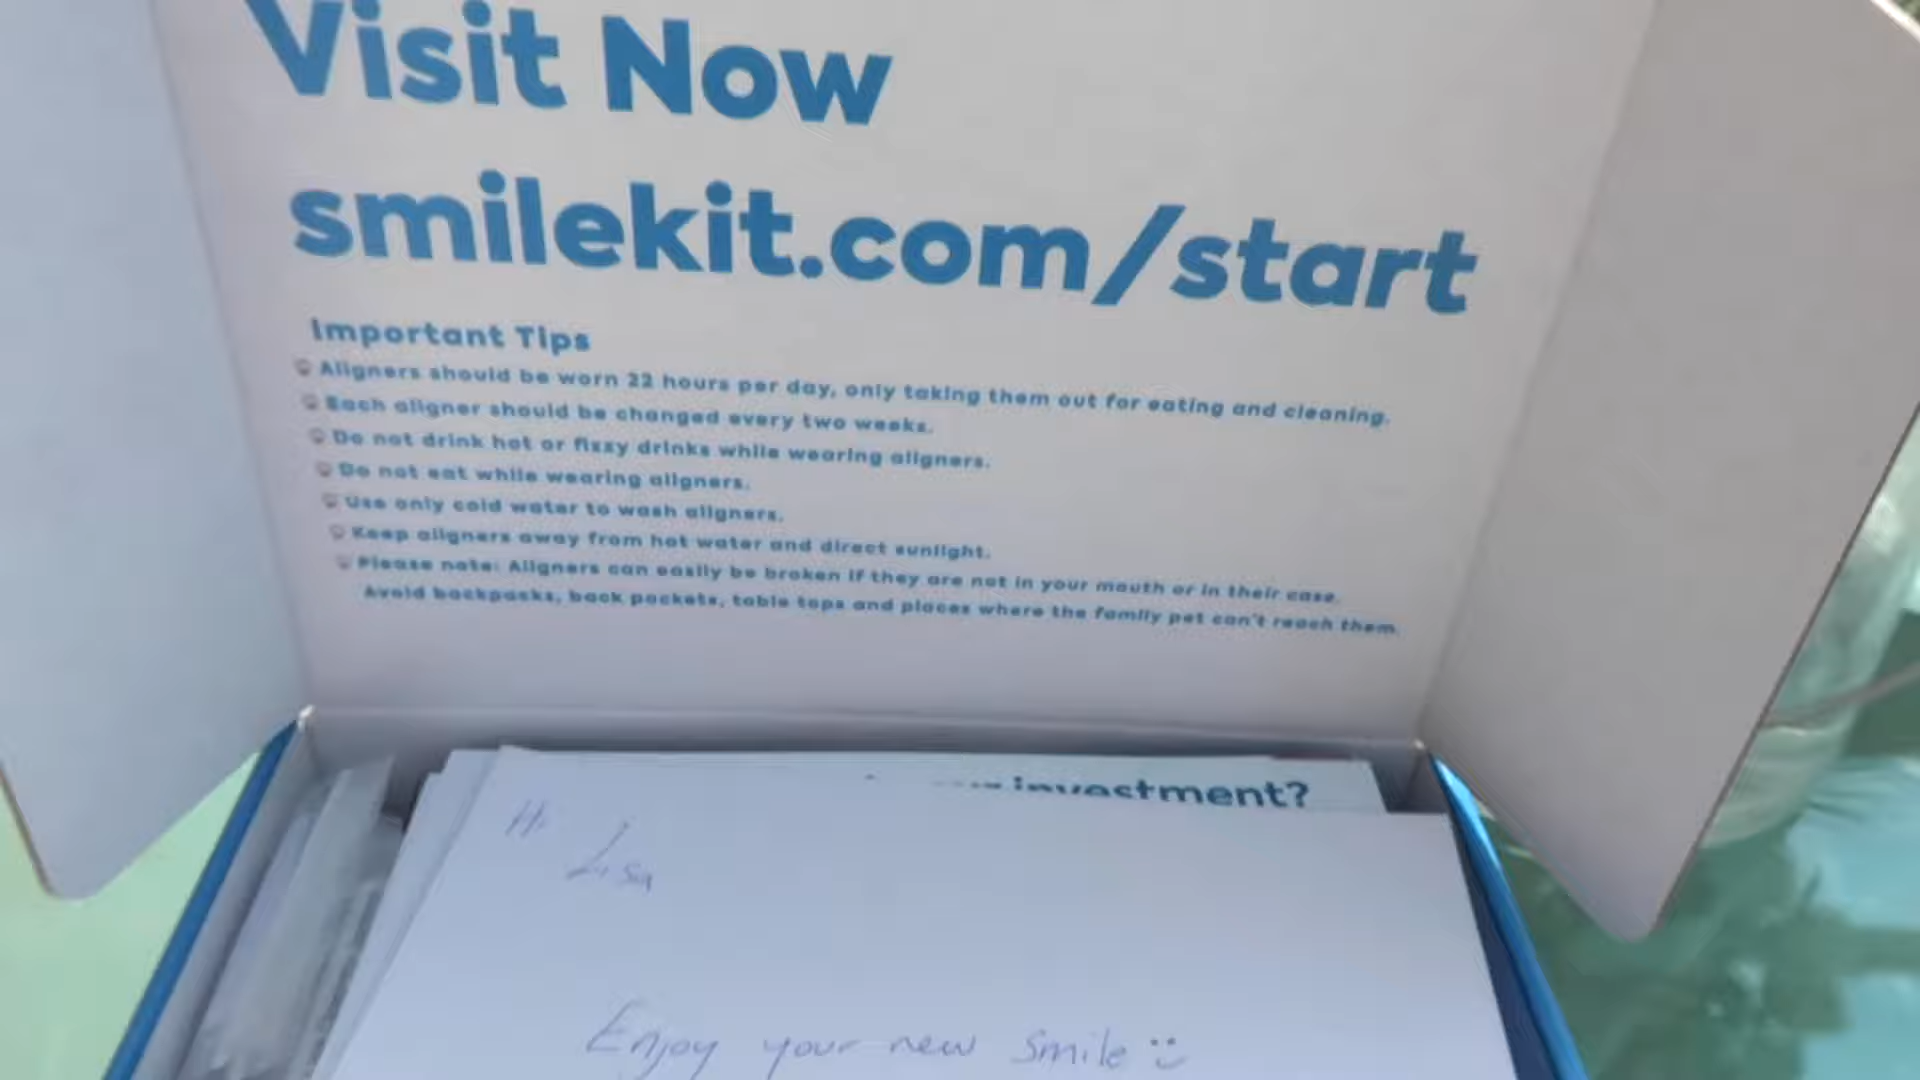 Visit Now
smilekit.com/start
Important Tips
Aligners should be worn 22 hours per day, only taking them out for eating and cleaning.
Each aligner should be changed every two weeks.
Do not drink hot or fizzy drinks while wearing aligners.
Do not eat while wearing aligners.
Use only cold water to wash aligners.
Keep aligners away from hot water and direct sunlight.
Please note: Aligners can easily be broken if they are not in your mouth or in their case.
Avoid backpacks, back pockets, table tops and places where the family pet can't reach them.
investment?
Hi
Lisa
Enjoy your new smile :)